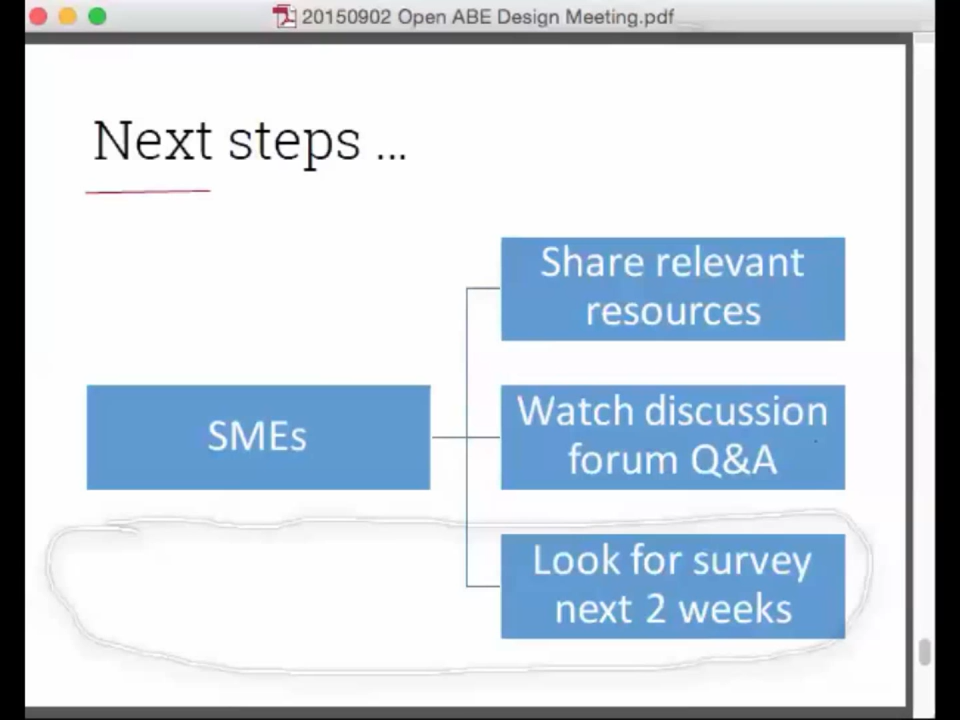 20150902 Open ABE Design Meeting.pdf
Next steps ...
SMEs
Share relevant
resources
Watch discussion
forum Q&A
Look for survey
next 2 weeks